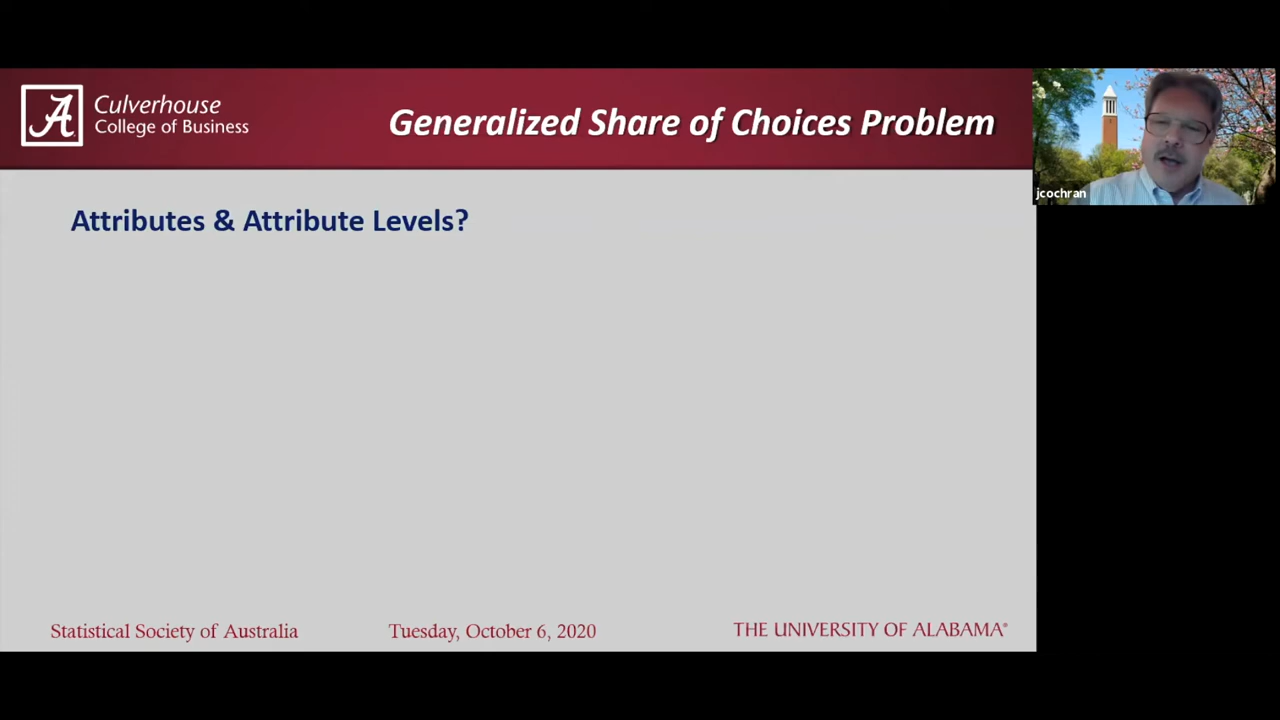 Culverhouse
College of Business
Generalized Share of Choices Problem
jcochran
Attributes & Attribute Levels?
Statistical Society of Australia
Tuesday, October 6, 2020
THE UNIVERSITY OF ALABAMA®